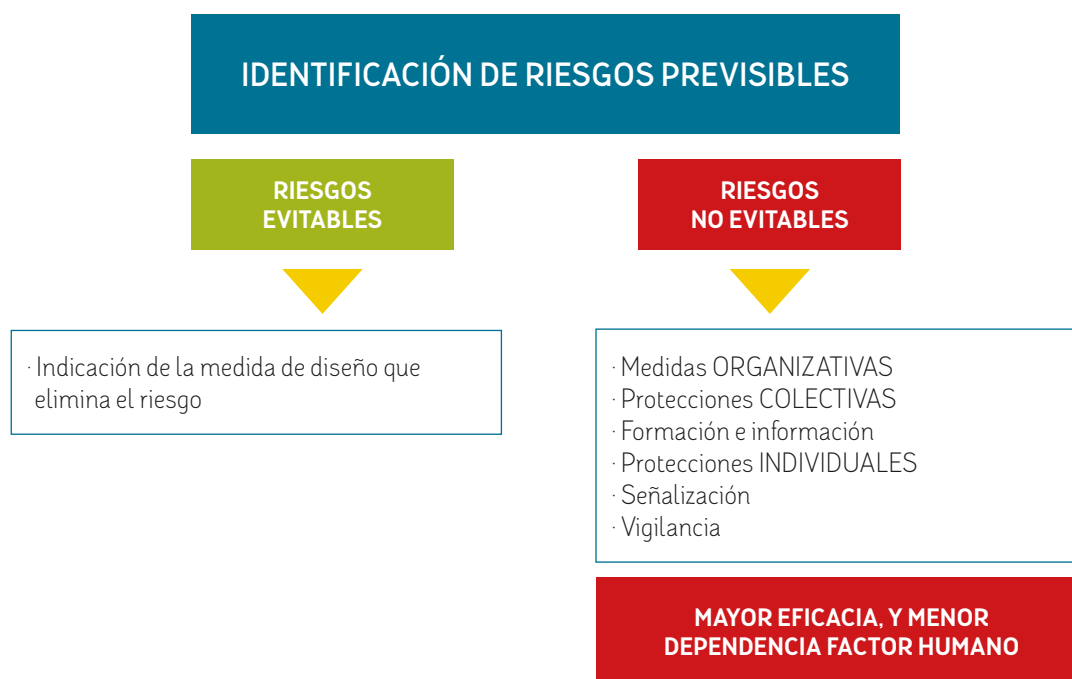 IDENTIFICACIÓN DE RIESGOS PREVISIBLES
RIESGOS
EVITABLES
RIESGOS
NO EVITABLES
· Indicación de la medida de diseño que
elimina el riesgo
· Medidas ORGANIZATIVAS
· Protecciones COLECTIVAS
· Formación e información
· Protecciones INDIVIDUALES
· Señalización
· Vigilancia
MAYOR EFICACIA, Y MENOR
DEPENDENCIA FACTOR HUMANO